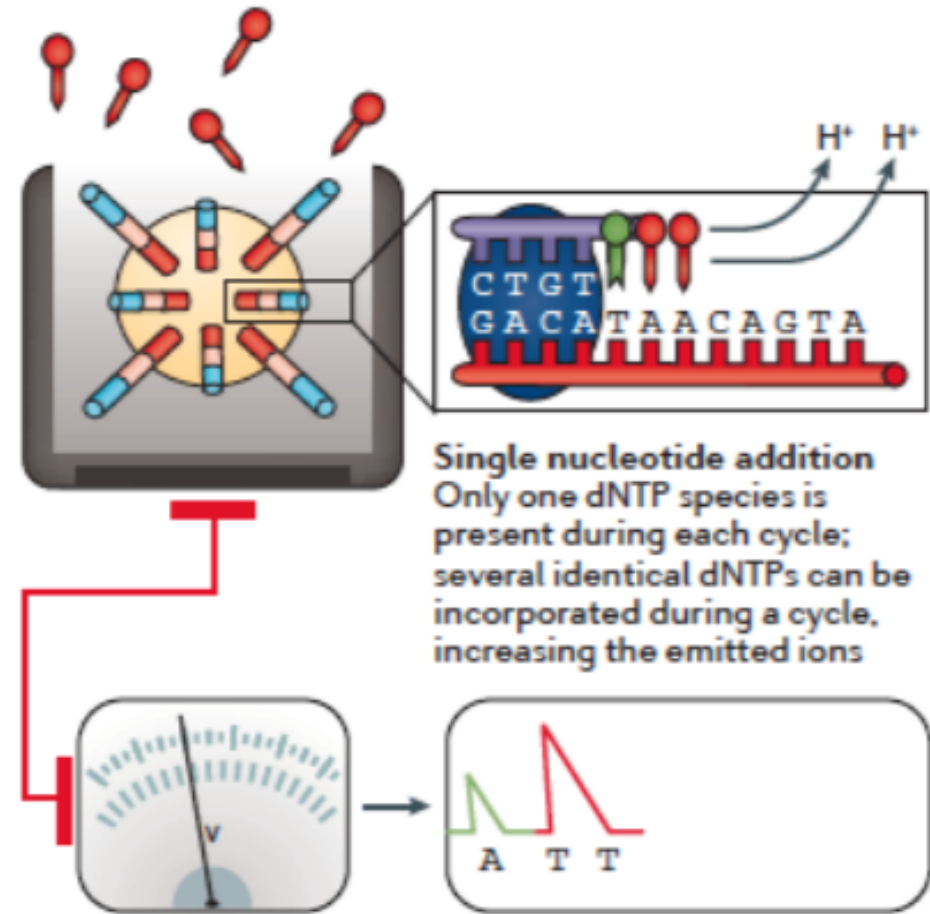 H⁺ H⁺
C T G T
G A C A T A A C A G T A
Single nucleotide addition
Only one dNTP species is
present during each cycle;
several identical dNTPs can be
incorporated during a cycle,
increasing the emitted ions
V
A T T